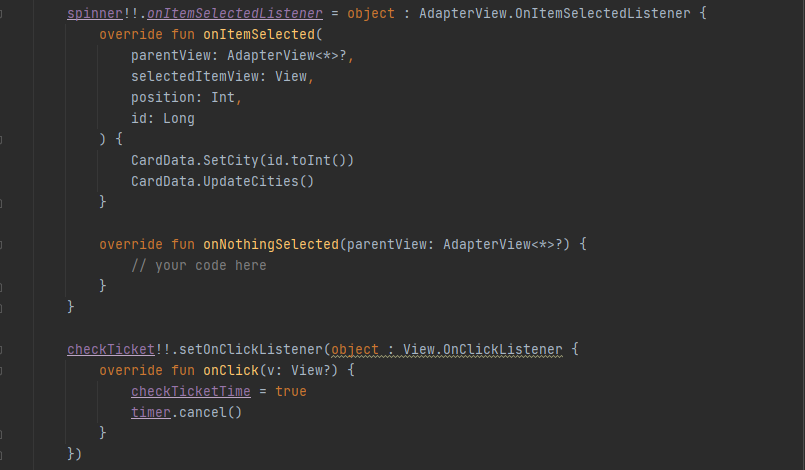 spinner!!.onItemSelectedListener = object : AdapterView.OnItemSelectedListener {
override fun onItemSelected(
parentView: AdapterView<*>?,
selectedItemView: View,
position: Int,
id: Long
) {
CardData.SetCity(id.toInt())
CardData.UpdateCities()
}
override fun onNothingSelected(parentView: AdapterView<*>?) {
// your code here
}
}
checkTicket!!.setOnClickListener(object : View.OnClickListener {
override fun onClick(v: View?) {
checkTicketTime = true
timer.cancel()
}
})